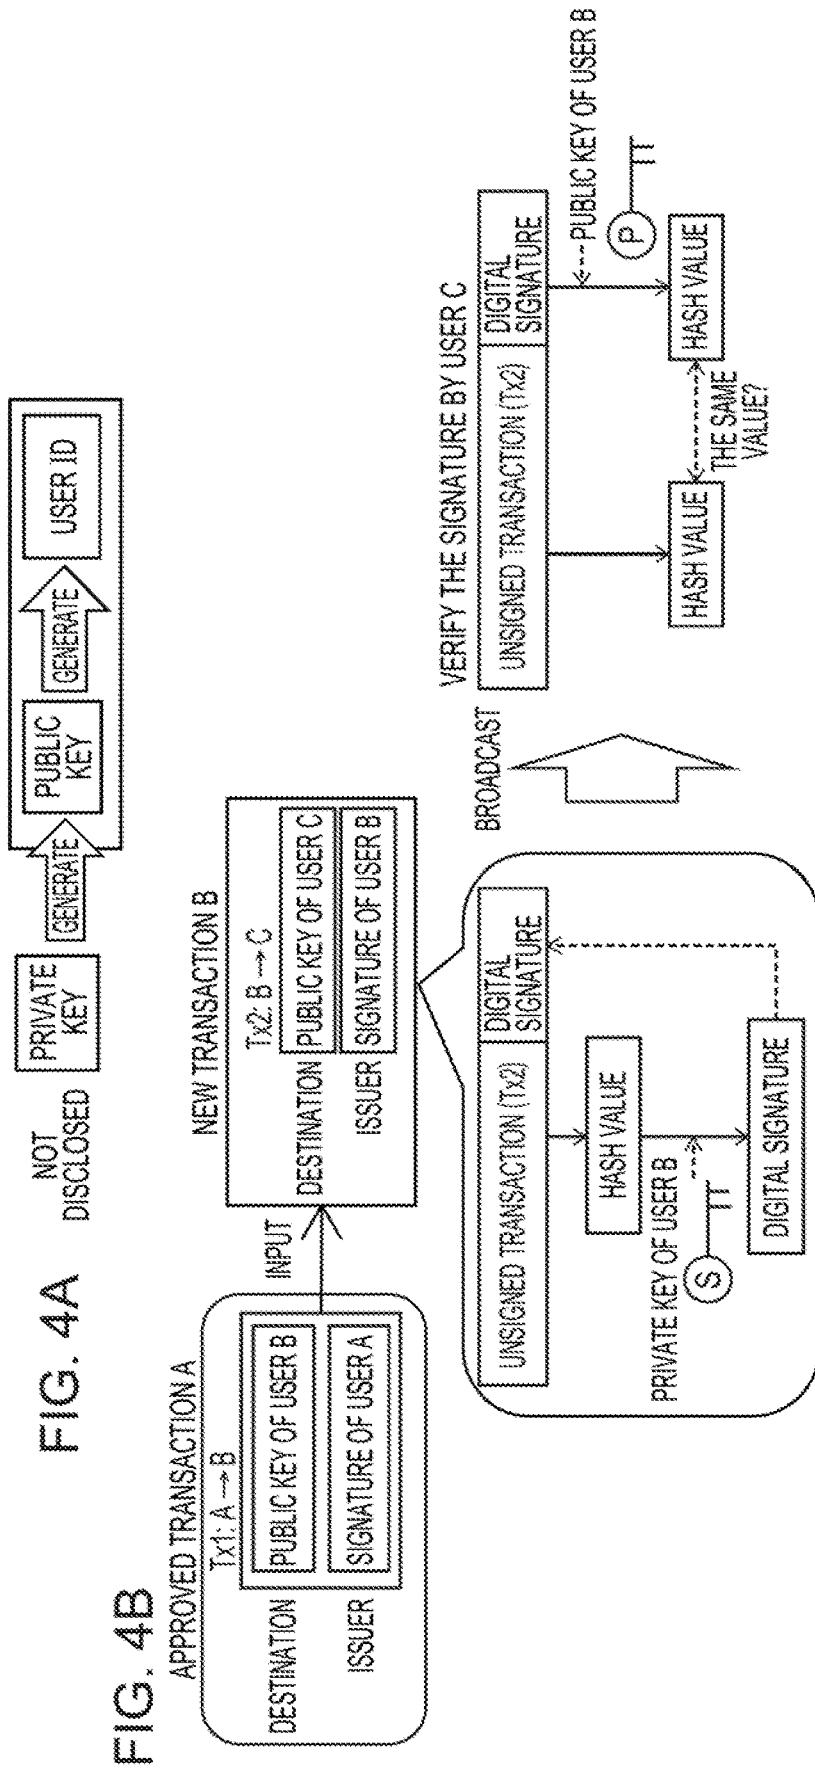 FIG. 4A
NOT
DISCLOSED
PRIVATE
KEY
GENERATE
PUBLIC
KEY
GENERATE
USER ID
FIG. 4B
APPROVED TRANSACTION A
Tx1: A → B
DESTINATION
PUBLIC KEY OF USER B
ISSUER
SIGNATURE OF USER A
INPUT
NEW TRANSACTION B
Tx2: B → C
DESTINATION
PUBLIC KEY OF USER C
ISSUER
SIGNATURE OF USER B
UNSIGNED TRANSACTION (Tx2)
DIGITAL
SIGNATURE
HASH VALUE
PRIVATE KEY OF USER B
S
DIGITAL SIGNATURE
BROADCAST
VERIFY THE SIGNATURE BY USER C
UNSIGNED TRANSACTION (Tx2)
DIGITAL
SIGNATURE
PUBLIC KEY OF USER B
P
HASH VALUE
THE SAME
VALUE?
HASH VALUE